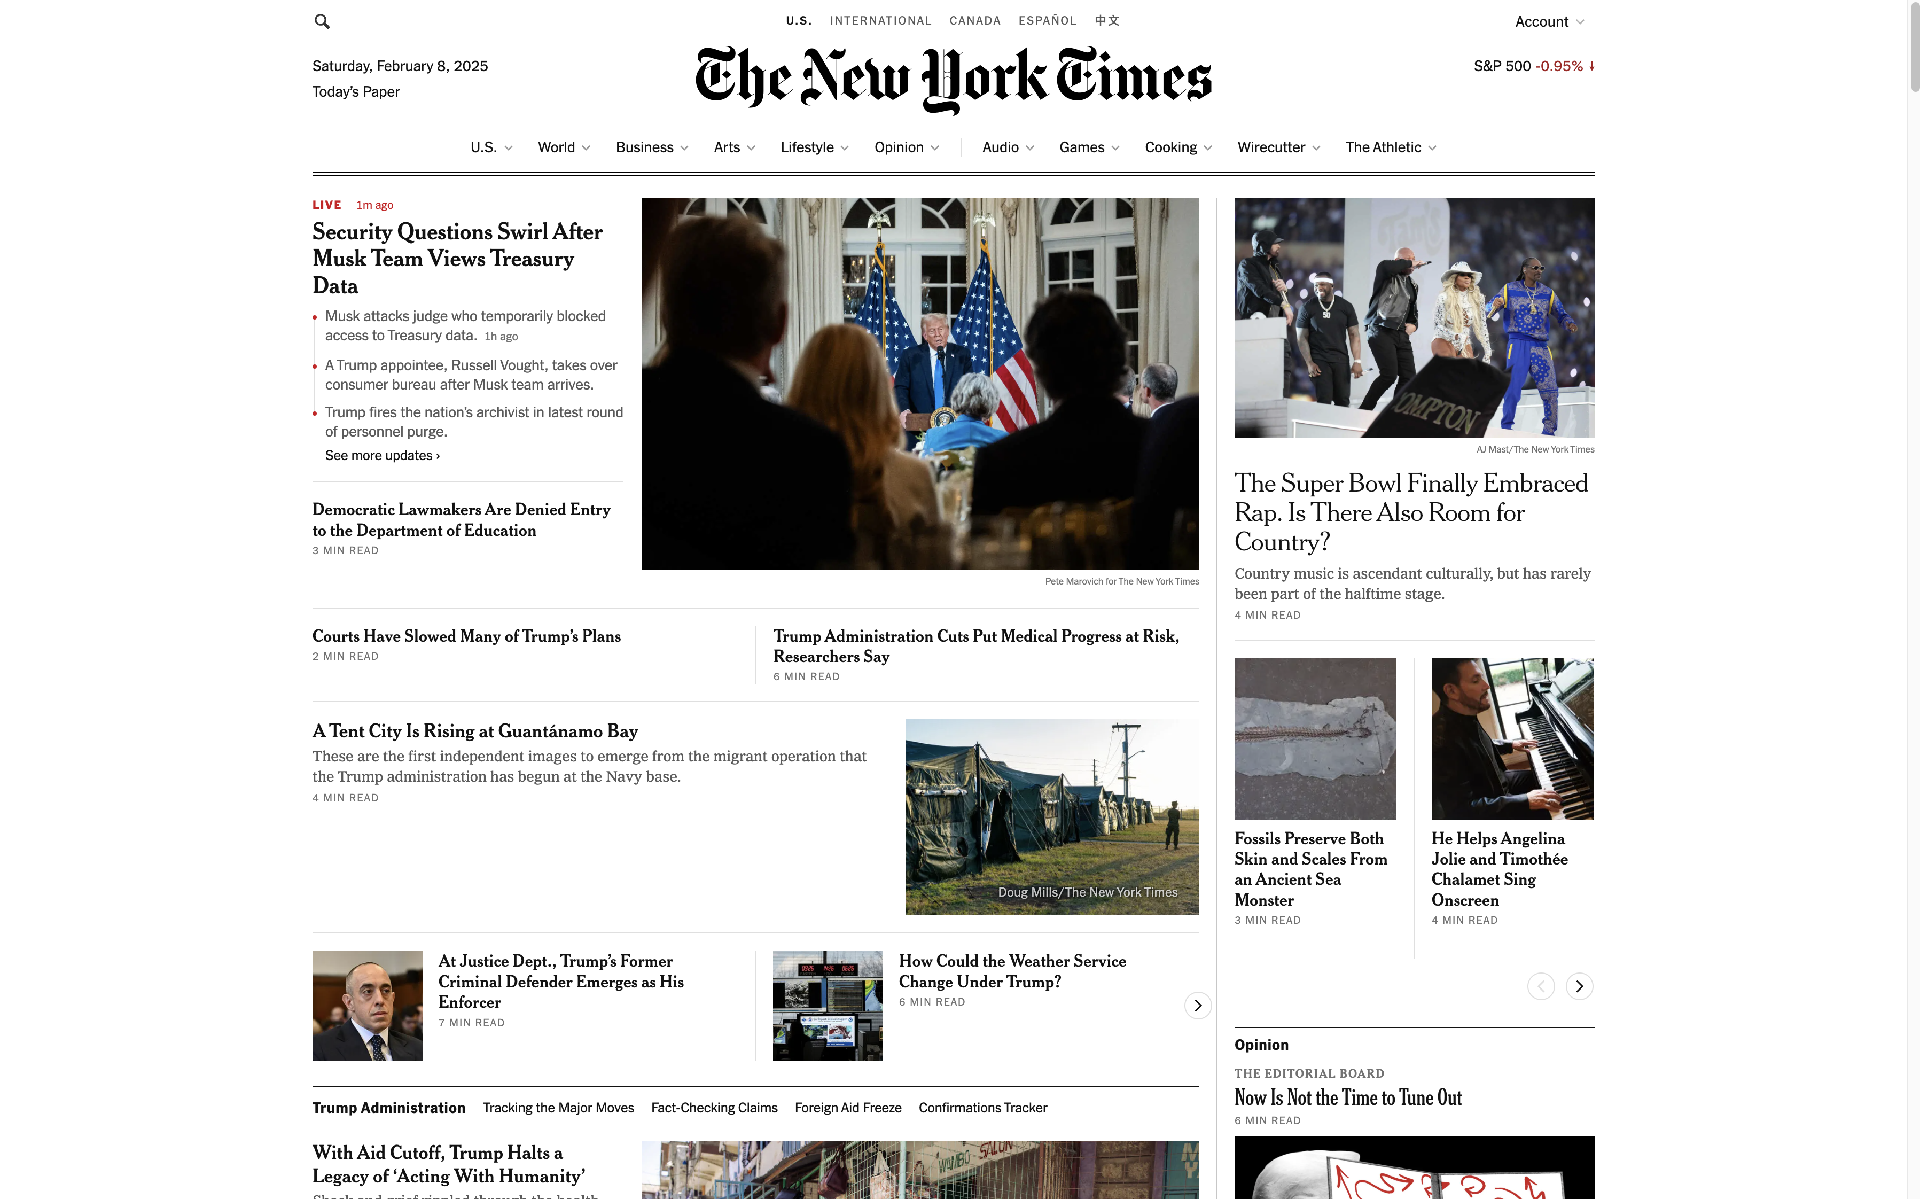 U.S. INTERNATIONAL CANADA ESPAÑOL 中文
Account
Saturday, February 8, 2025
Today's Paper
The New York Times
S&P 500 -0.95%
U.S. World Business Arts Lifestyle Opinion Audio Games Cooking Wirecutter The Athletic
LIVE 1m ago
Security Questions Swirl After
Musk Team Views Treasury
Data
Musk attacks judge who temporarily blocked
access to Treasury data. 1h ago
A Trump appointee, Russell Vought, takes over
consumer bureau after Musk team arrives.
Trump fires the nation's archivist in latest round
of personnel purge.
See more updates ›
Democratic Lawmakers Are Denied Entry
to the Department of Education
3 MIN READ
Pete Marovich for The New York Times
Courts Have Slowed Many of Trump's Plans
2 MIN READ
Trump Administration Cuts Put Medical Progress at Risk,
Researchers Say
6 MIN READ
A Tent City Is Rising at Guantánamo Bay
These are the first independent images to emerge from the migrant operation that
the Trump administration has begun at the Navy base.
4 MIN READ
Doug Mills/The New York Times
At Justice Dept., Trump's Former
Criminal Defender Emerges as His
Enforcer
7 MIN READ
How Could the Weather Service
Change Under Trump?
6 MIN READ
Trump Administration Tracking the Major Moves Fact-Checking Claims Foreign Aid Freeze Confirmations Tracker
With Aid Cutoff, Trump Halts a
Legacy of 'Acting With Humanity'
WAMBO SALON
50
OMPTON
AJ Mast/The New York Times
The Super Bowl Finally Embraced
Rap. Is There Also Room for
Country?
Country music is ascendant culturally, but has rarely
been part of the halftime stage.
4 MIN READ
Fossils Preserve Both
Skin and Scales From
an Ancient Sea
Monster
3 MIN READ
He Helps Angelina
Jolie and Timothée
Chalamet Sing
Onscreen
4 MIN READ
Opinion
THE EDITORIAL BOARD
Now Is Not the Time to Tune Out
6 MIN READ